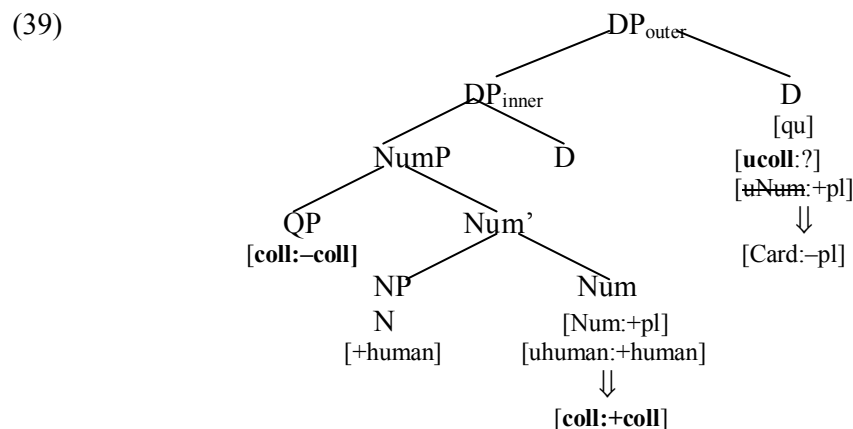 (39) DPouter
DPinner D
[qu]
NumP D [ucoll:?]
[uNum:+pl]
QP Num’ ⇓
[coll:–coll] [Card:–pl]
NP Num
N [Num:+pl]
[+human] [uhuman:+human]
⇓
[coll:+coll]